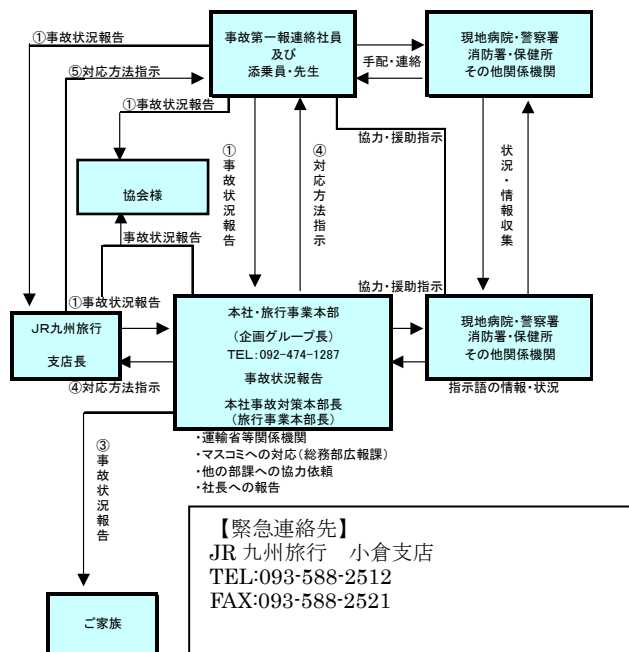 ①事故状況報告
事故第一報連絡社員
及び
添乗員・先生
手配・連絡
現地病院・警察署
消防署・保健所
その他関係機関
⑤対応方法指示
①事故状況報告
協力・援助指示
①事故状況報告
④対応方法指示
状況・情報収集
協会様
事故状況報告
①事故状況報告
協力・援助指示
JR九州旅行
支店長
本社・旅行事業本部
(企画グループ長)
TEL:092-474-1287
事故状況報告
本社事故対策本部長
(旅行事業本部長)
現地病院・警察署
消防署・保健所
その他関係機関
④対応方法指示
指示語の情報・状況
・運輸省等関係機関
・マスコミへの対応(総務部広報課)
・他の部課への協力依頼
・社長への報告
③事故状況報告
【緊急連絡先】
JR 九州旅行　小倉支店
TEL:093-588-2512
FAX:093-588-2521
ご家族